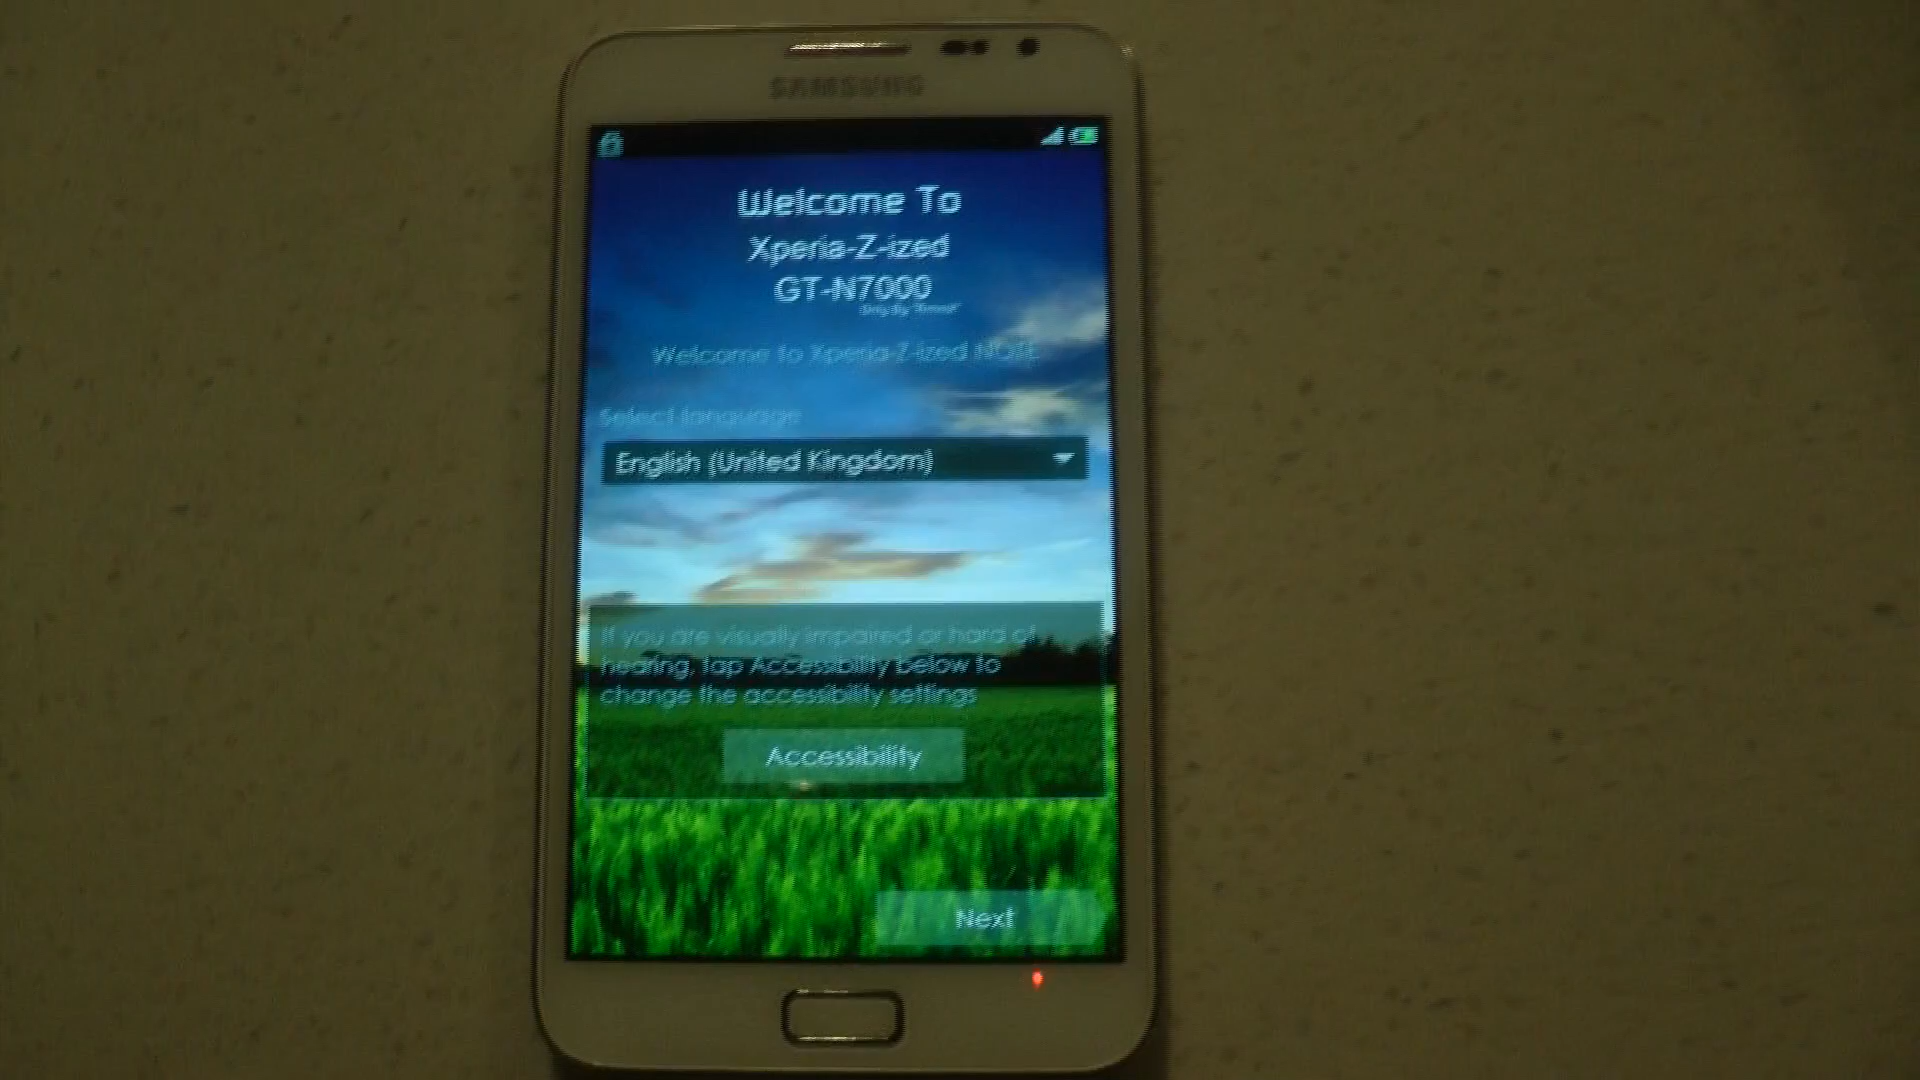 SAMSUNG
Welcome To
Xperia-Z-ized
GT-N7000
Welcome to Xperia-Z-ized NOTE
Select language
English (United Kingdom)
If you are visually impaired or hard of
hearing, tap Accessibility below to
change the accessibility settings
Accessibility
Next